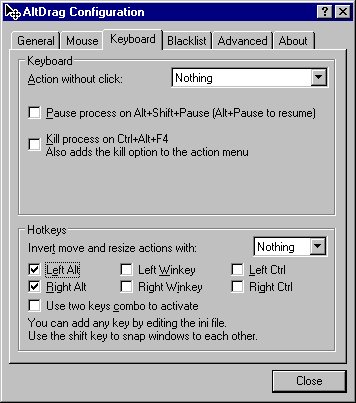 AltDrag Configuration
General Mouse Keyboard Blacklist Advanced About
Keyboard
Action without click: Nothing
Pause process on Alt+Shift+Pause (Alt+Pause to resume)
Kill process on Ctrl+Alt+F4
Also adds the kill option to the action menu
Hotkeys
Invert move and resize actions with: Nothing
Left Alt Left Winkey Left Ctrl
Right Alt Right Winkey Right Ctrl
Use two keys combo to activate
You can add any key by editing the ini file.
Use the shift key to snap windows to each other.
Close